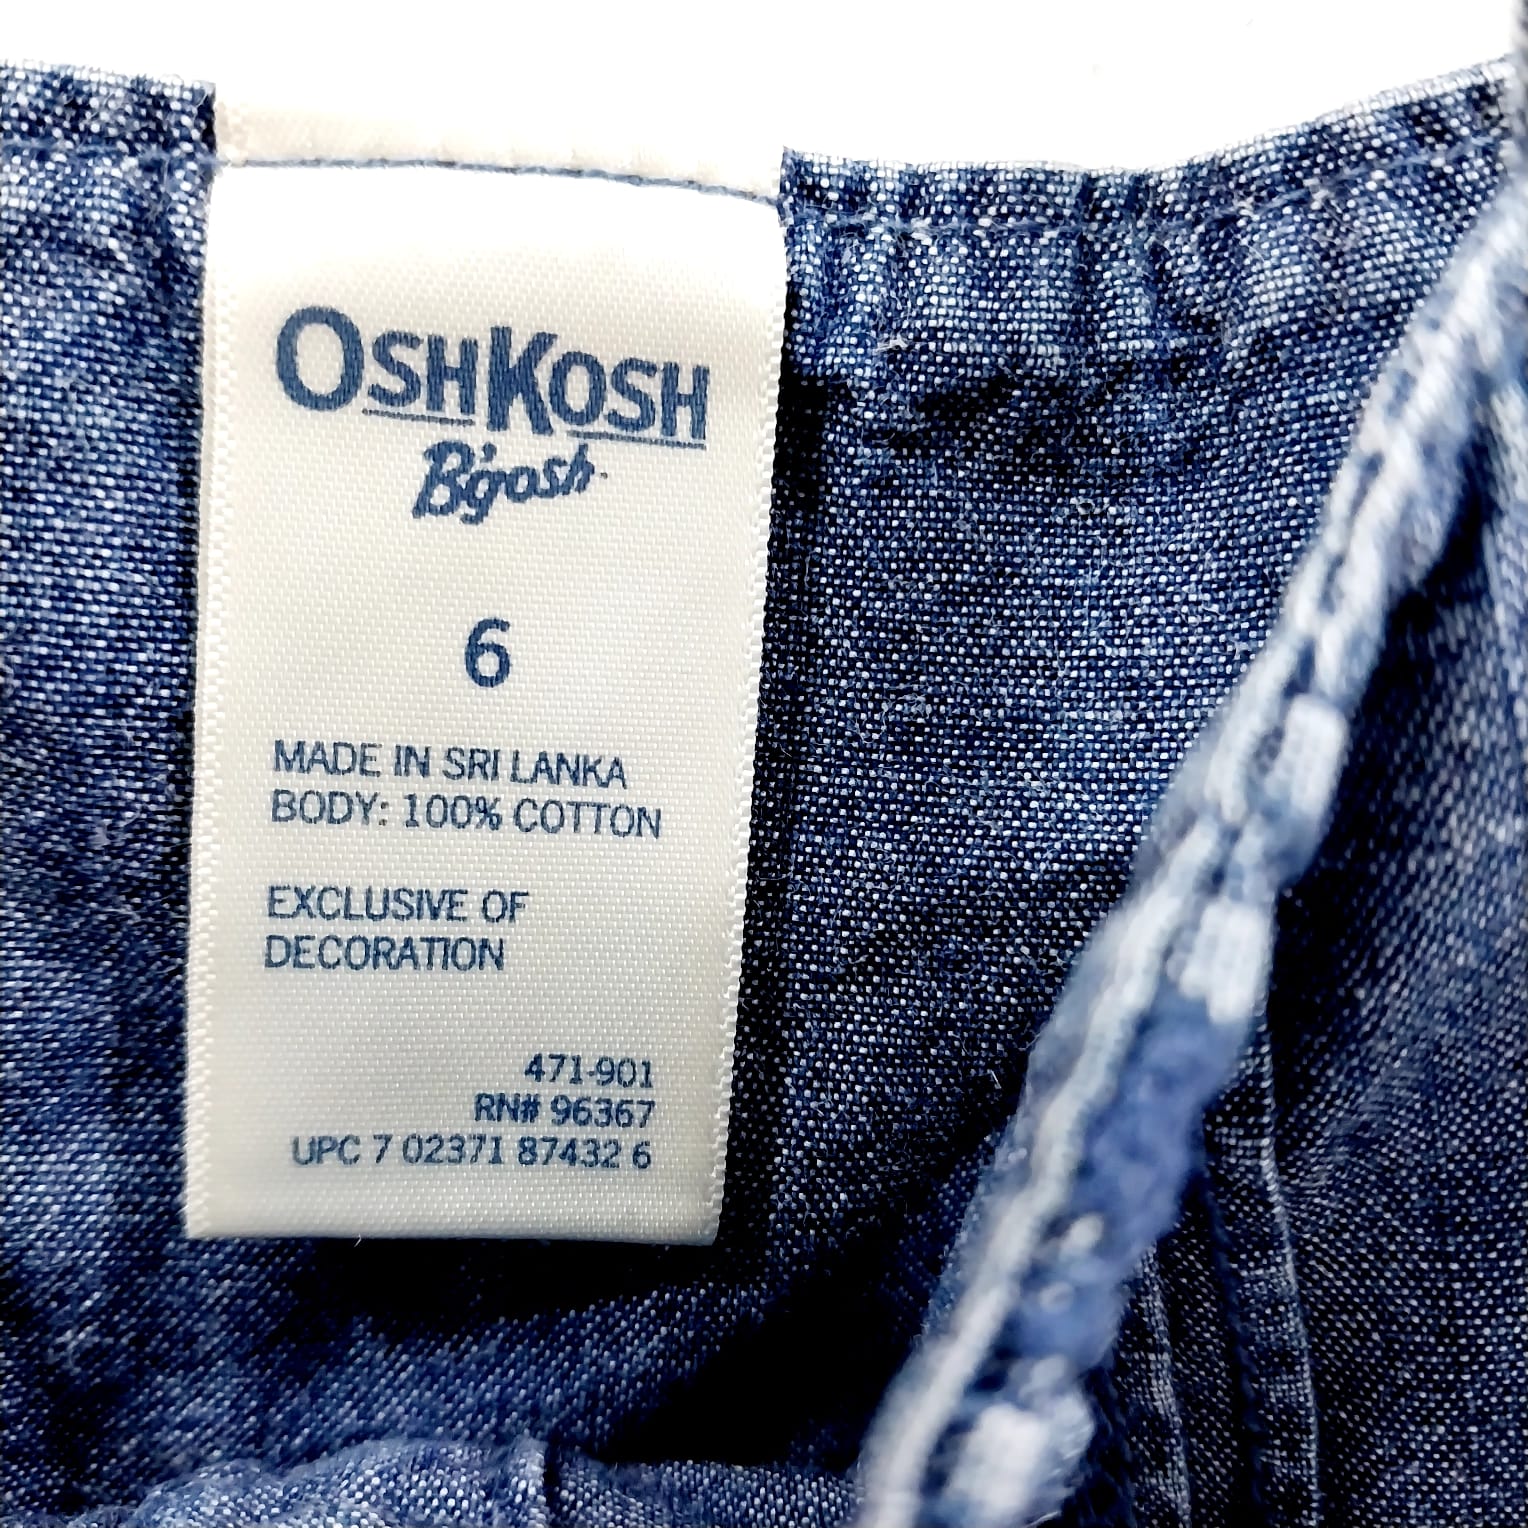 OSHKOSH
B'gosh
6
MADE IN SRI LANKA
BODY: 100% COTTON
EXCLUSIVE OF
DECORATION
471-901
RN# 96367
UPC 7 02371 87432 6